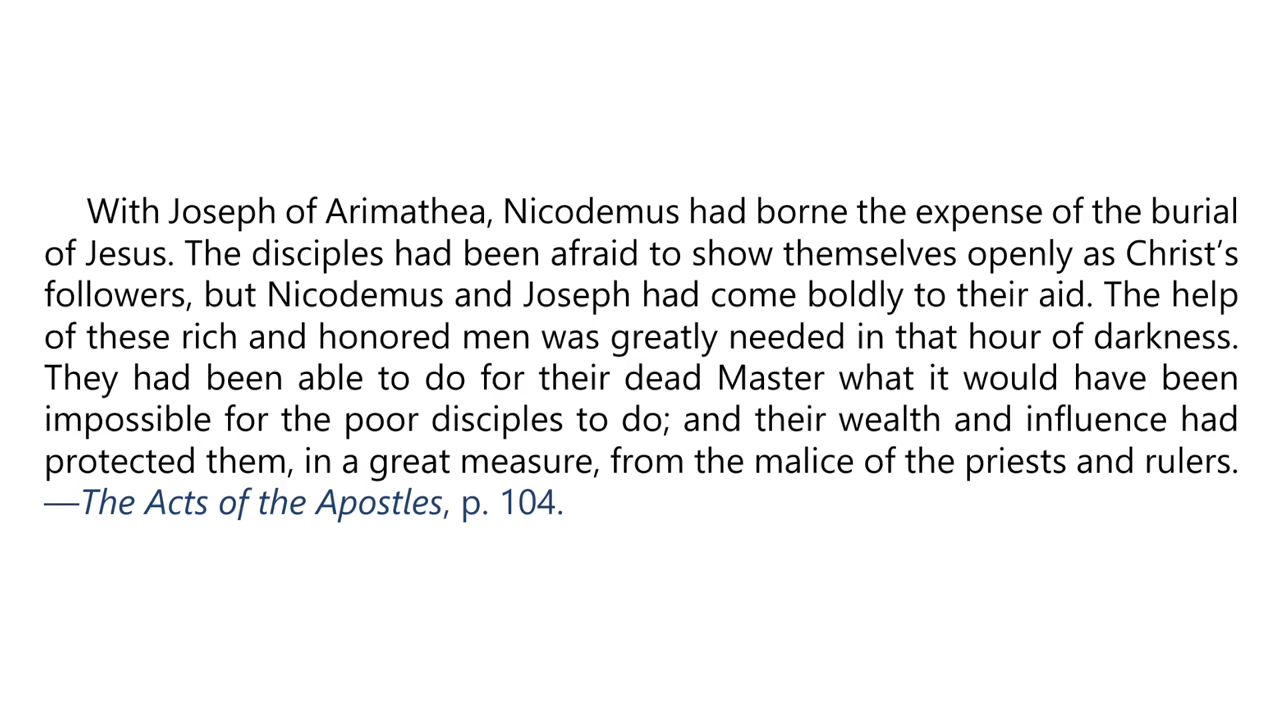 With Joseph of Arimathea, Nicodemus had borne the expense of the burial
of Jesus. The disciples had been afraid to show themselves openly as Christ’s
followers, but Nicodemus and Joseph had come boldly to their aid. The help
of these rich and honored men was greatly needed in that hour of darkness.
They had been able to do for their dead Master what it would have been
impossible for the poor disciples to do; and their wealth and influence had
protected them, in a great measure, from the malice of the priests and rulers.
—The Acts of the Apostles, p. 104.